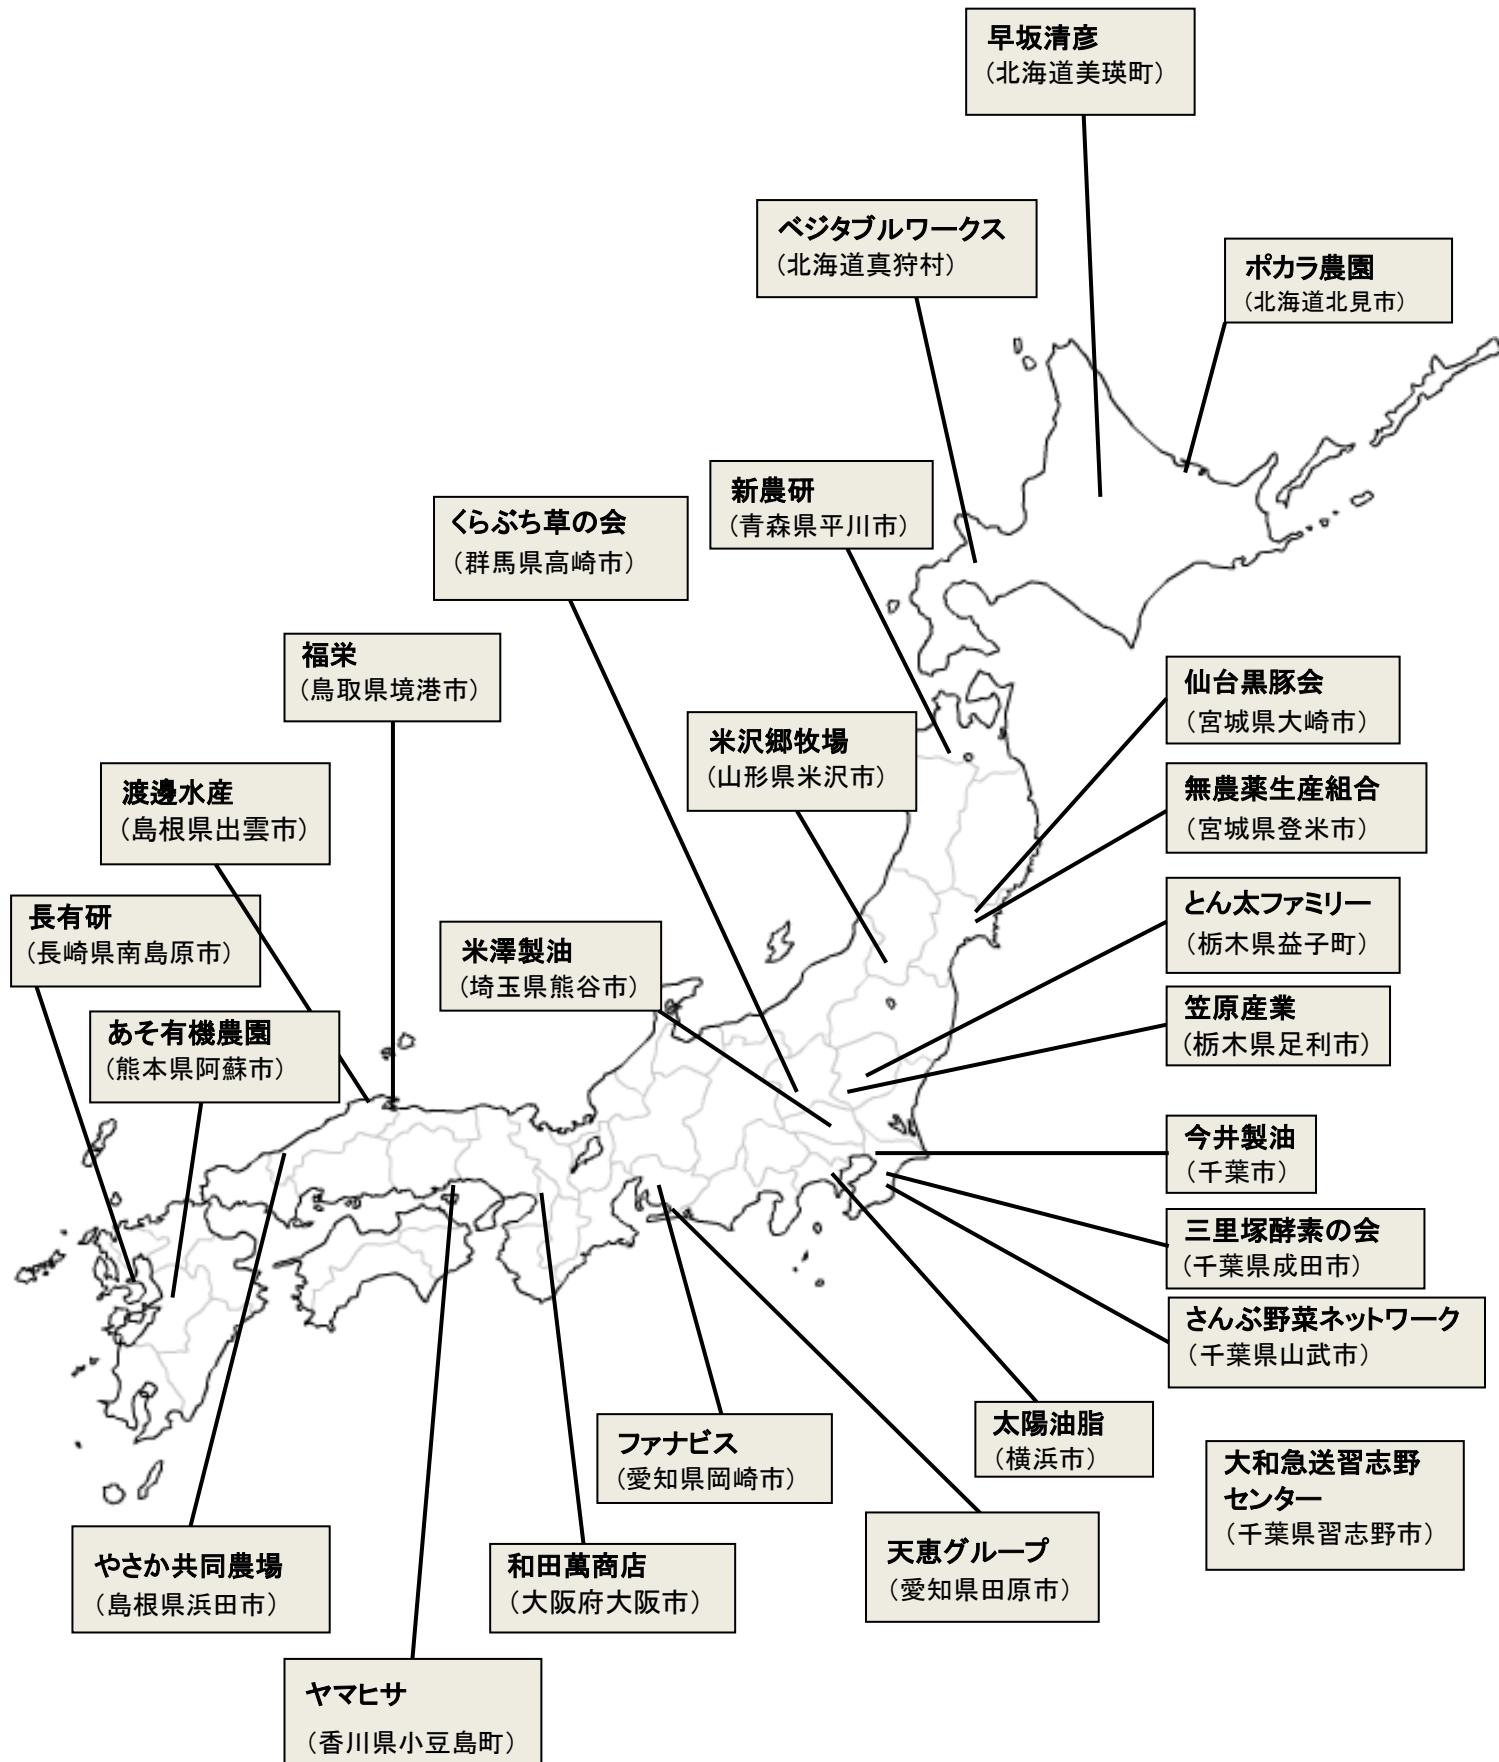 早坂清彦
（北海道美瑛町）
ベジタブルワークス
（北海道真狩村）
ポカラ農園
（北海道北見市）
新農研
（青森県平川市）
くらぶち草の会
（群馬県高崎市）
福栄
（鳥取県境港市）
仙台黒豚会
（宮城県大崎市）
米沢郷牧場
（山形県米沢市）
渡邊水産
（島根県出雲市）
無農薬生産組合
（宮城県登米市）
長有研
（長崎県南島原市）
とん太ファミリー
（栃木県益子町）
米澤製油
（埼玉県熊谷市）
笠原産業
（栃木県足利市）
あそ有機農園
（熊本県阿蘇市）
今井製油
（千葉市）
三里塚酵素の会
（千葉県成田市）
さんぶ野菜ネットワーク
（千葉県山武市）
太陽油脂
（横浜市）
ファナビス
（愛知県岡崎市）
大和急送習志野
センター
（千葉県習志野市）
天恵グループ
（愛知県田原市）
やさか共同農場
（島根県浜田市）
和田萬商店
（大阪府大阪市）
ヤマヒサ
（香川県小豆島町）